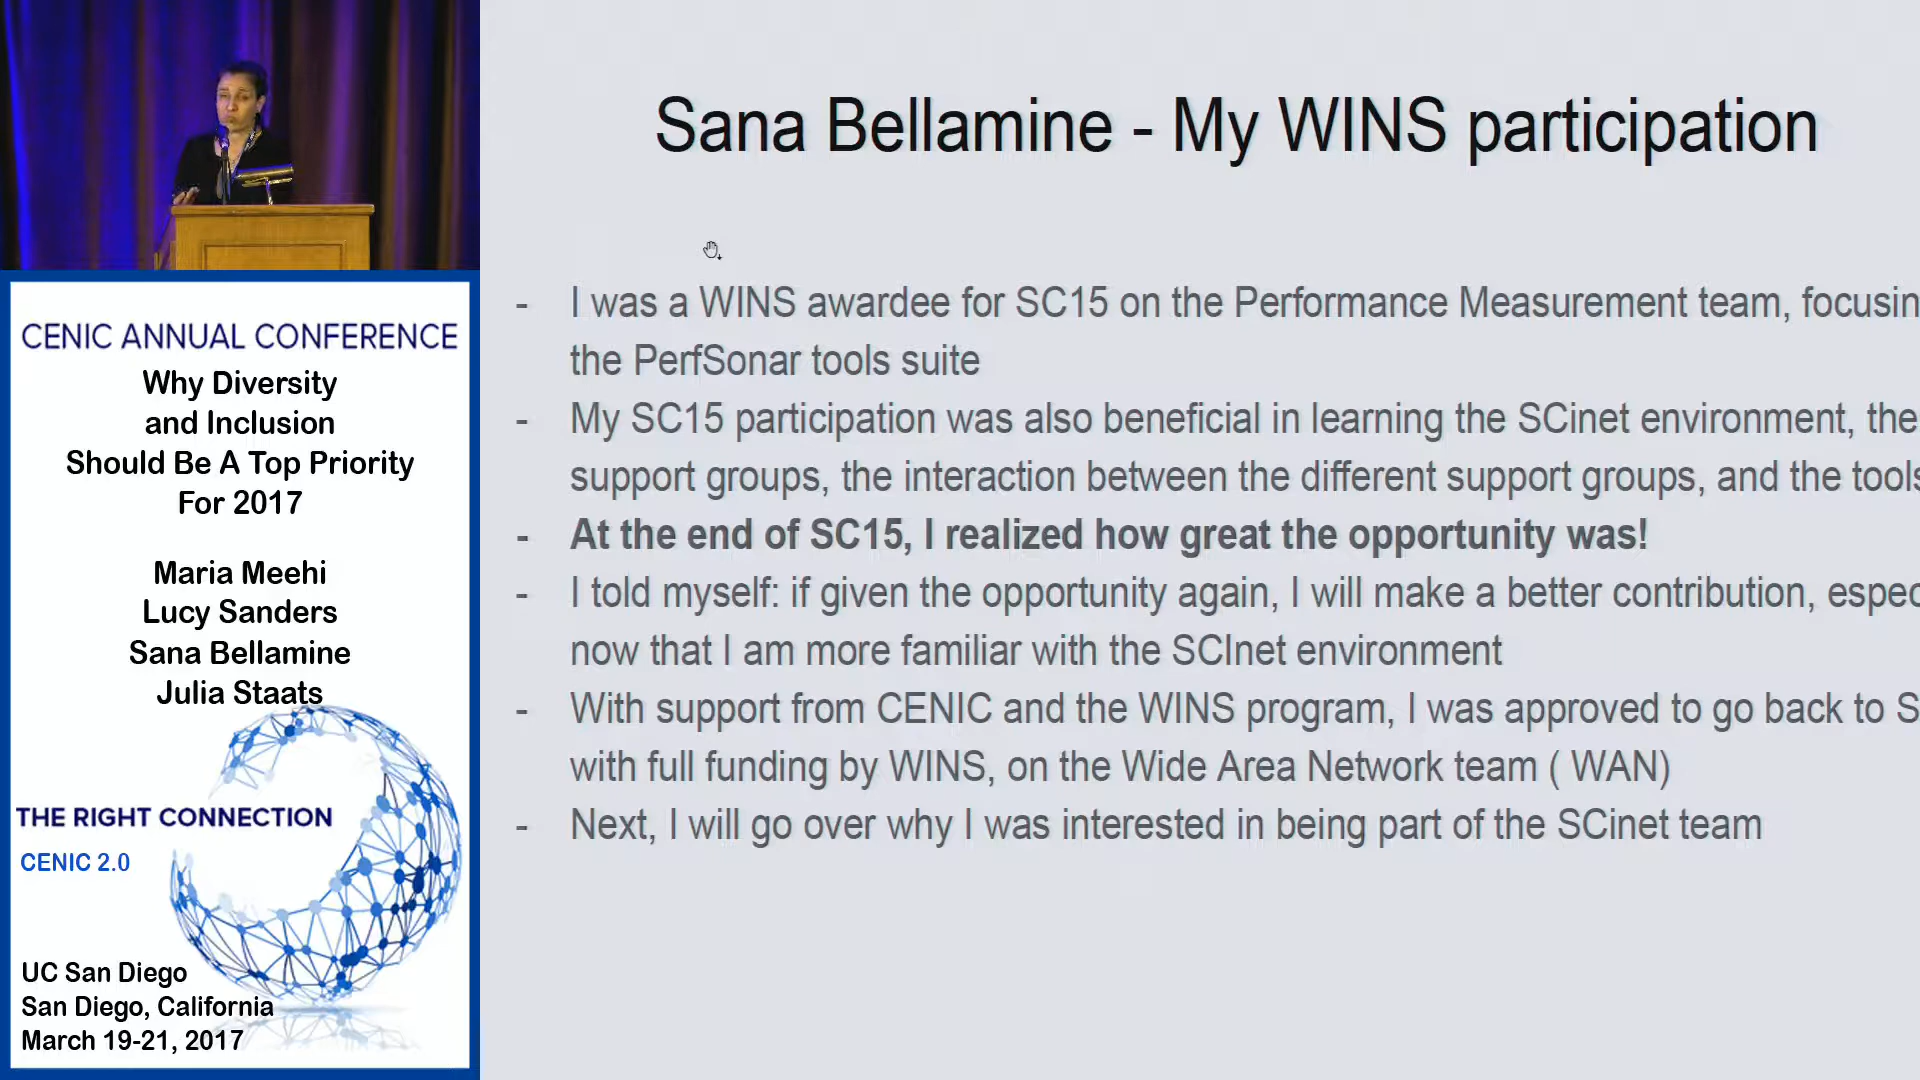 Sana Bellamine - My WINS participation
- I was a WINS awardee for SC15 on the Performance Measurement team, focusin
the PerfSonar tools suite
- My SC15 participation was also beneficial in learning the SCinet environment, the
support groups, the interaction between the different support groups, and the tools
- At the end of SC15, I realized how great the opportunity was!
- I told myself: if given the opportunity again, I will make a better contribution, espec
now that I am more familiar with the SCInet environment
- With support from CENIC and the WINS program, I was approved to go back to S
with full funding by WINS, on the Wide Area Network team ( WAN)
- Next, I will go over why I was interested in being part of the SCinet team
CENIC ANNUAL CONFERENCE
Why Diversity
and Inclusion
Should Be A Top Priority
For 2017
Maria Meehi
Lucy Sanders
Sana Bellamine
Julia Staats
THE RIGHT CONNECTION
CENIC 2.0
UC San Diego
San Diego, California
March 19-21, 2017